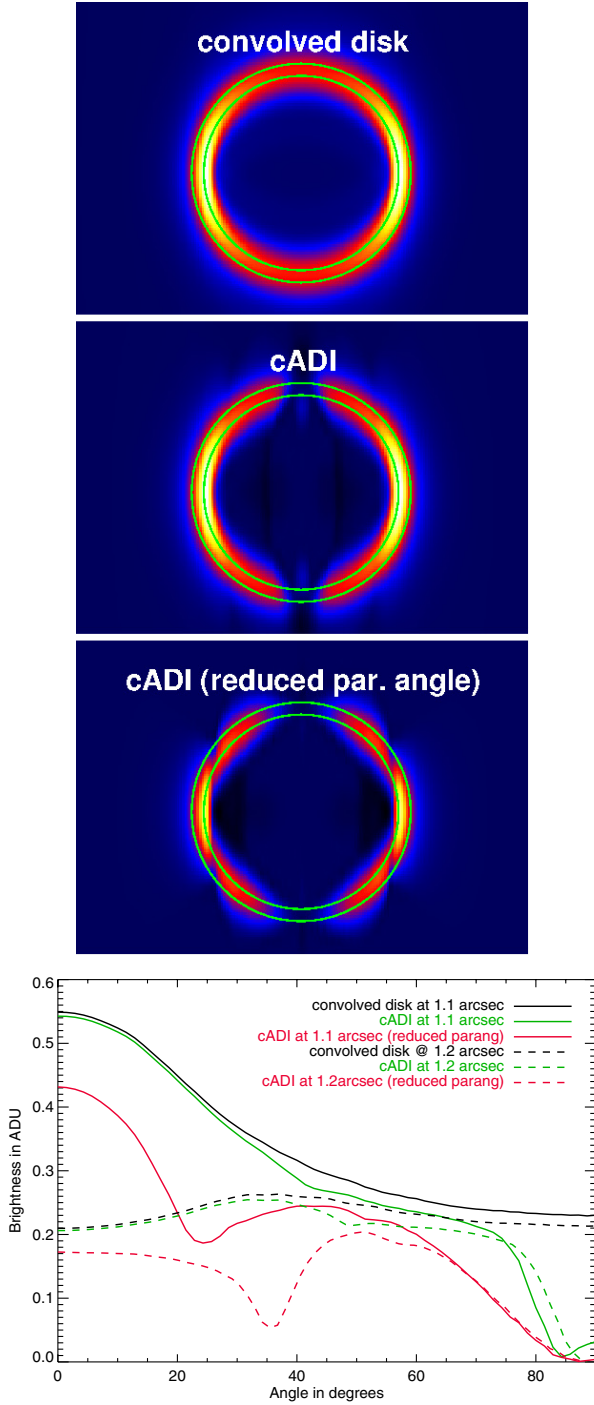 convolved disk
cADI
cADI (reduced par. angle)
convolved disk at 1.1 arcsec
cADI at 1.1 arcsec
cADI at 1.1 arcsec (reduced parang)
convolved disk @ 1.2 arcsec
cADI at 1.2 arcsec
cADI at 1.2arcsec (reduced parang)
Brightness in ADU
0.6
0.5
0.4
0.3
0.2
0.1
0.0
0 20 40 60 80
Angle in degrees